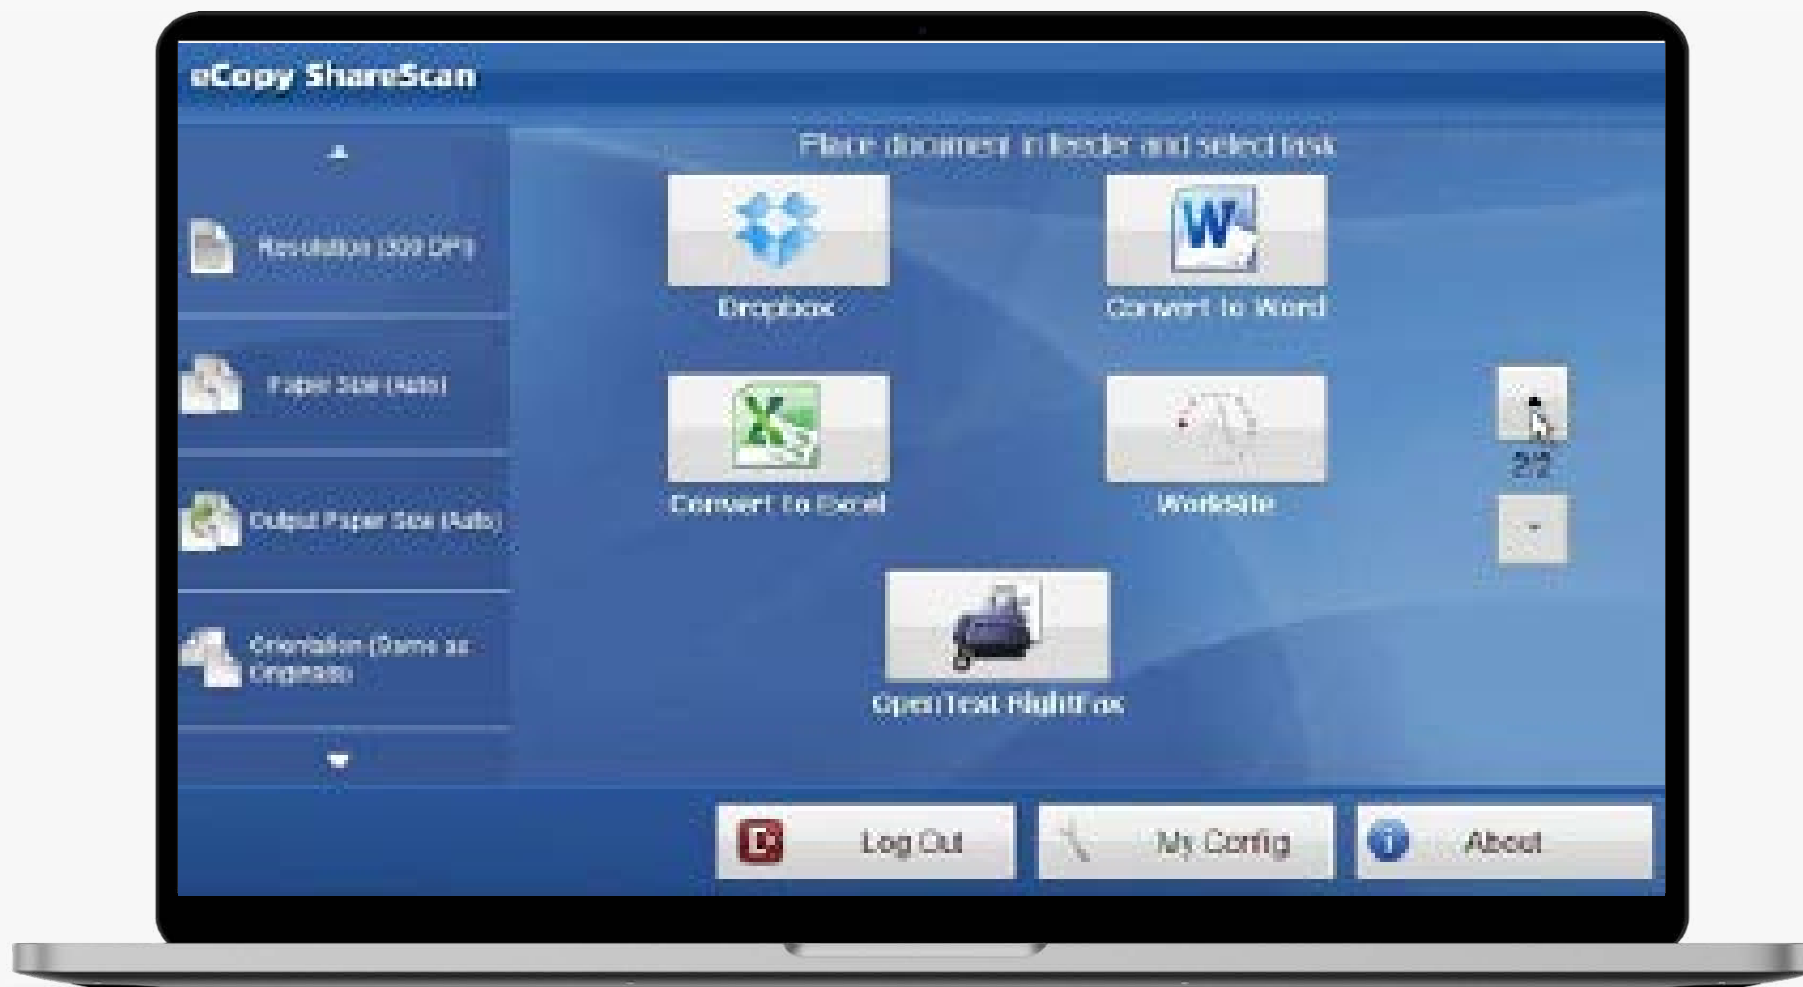 eCopy ShareScan
Place document in feeder and select task
Resolution (300 DPI)
Paper Size (Auto)
Output Paper Size (Auto)
Orientation (Same as
Originals)
Dropbox
Convert to Word
Convert to Excel
WorkSite
2/2
OpenText RightFax
Log Out
My Config
About